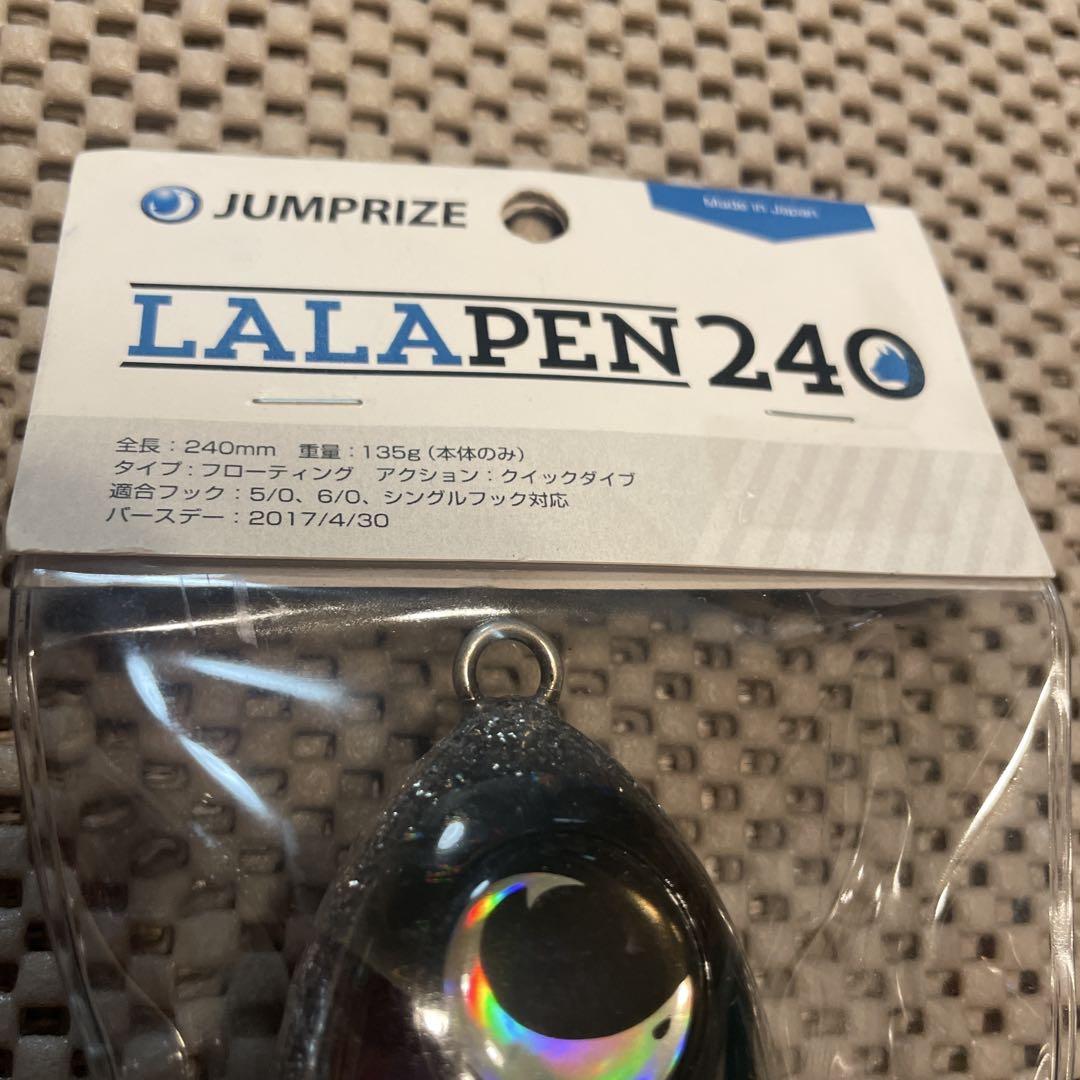 JUMPRIZE
Made in Japan
LALAPEN 240
全長：240mm　重量：135g（本体のみ）
タイプ：フローティング　アクション：クイックダイブ
適合フック：5/0、6/0、シングルフック対応
バースデー：2017/4/30